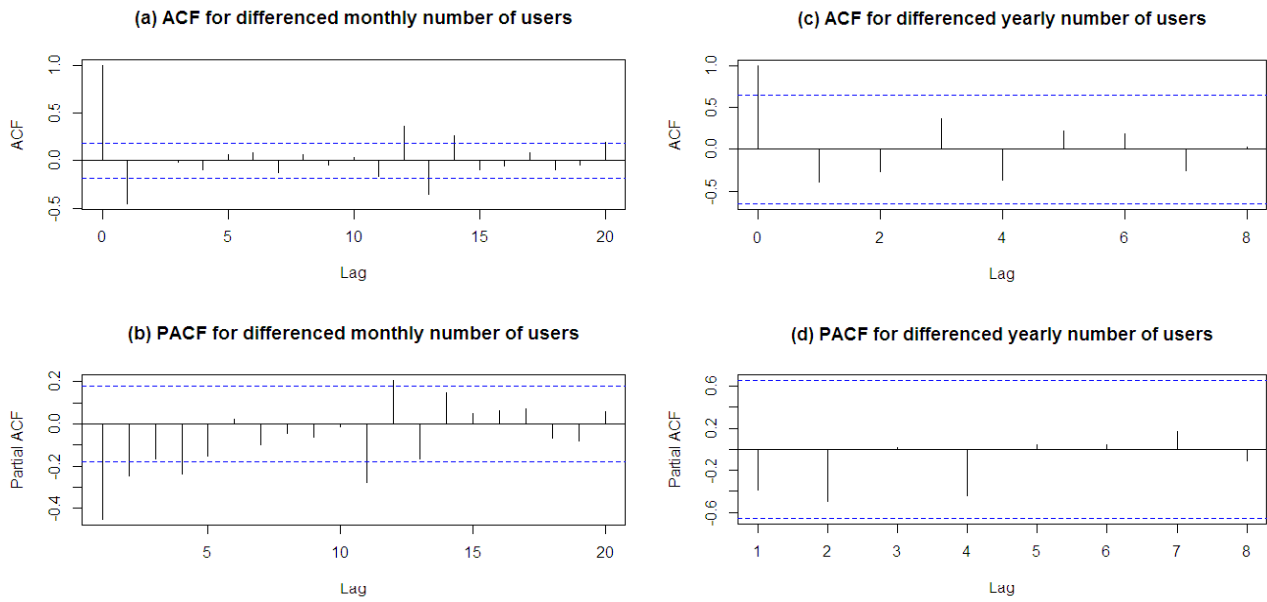 (a) ACF for differenced monthly number of users
ACF
1.0
0.5
0.0
-0.5
0 5 10 15 20
Lag
(c) ACF for differenced yearly number of users
ACF
1.0
0.5
0.0
-0.5
0 2 4 6 8
Lag
(b) PACF for differenced monthly number of users
Partial ACF
0.2
0.0
-0.2
-0.4
5 10 15 20
Lag
(d) PACF for differenced yearly number of users
Partial ACF
0.6
0.2
-0.2
-0.6
1 2 3 4 5 6 7 8
Lag